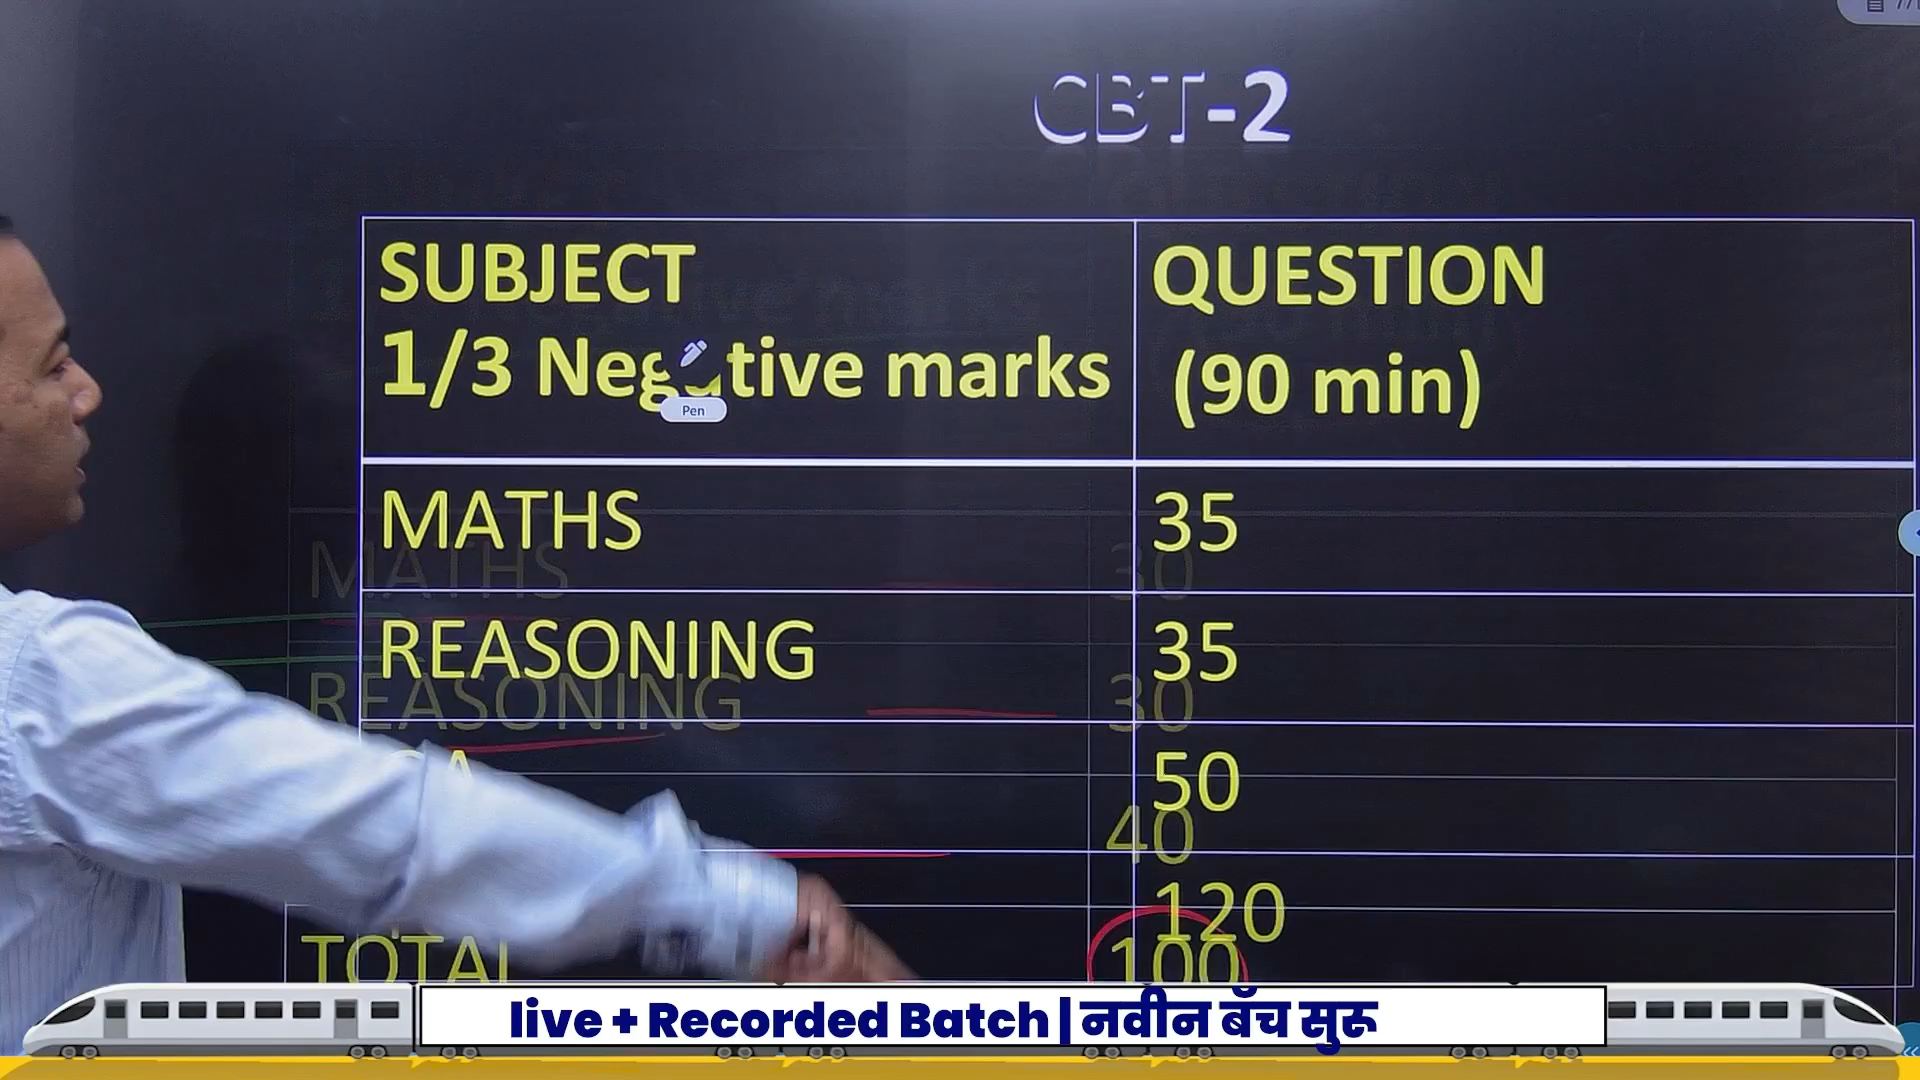 CBT-2
SUBJECT
1/3 Negative marks
QUESTION
(90 min)
MATHS 35
MATHS 30
REASONING 35
REASONING 30
50
40
120
TOTAL 100
Pen
live + Recorded Batch | नवीन बॅच सुरू